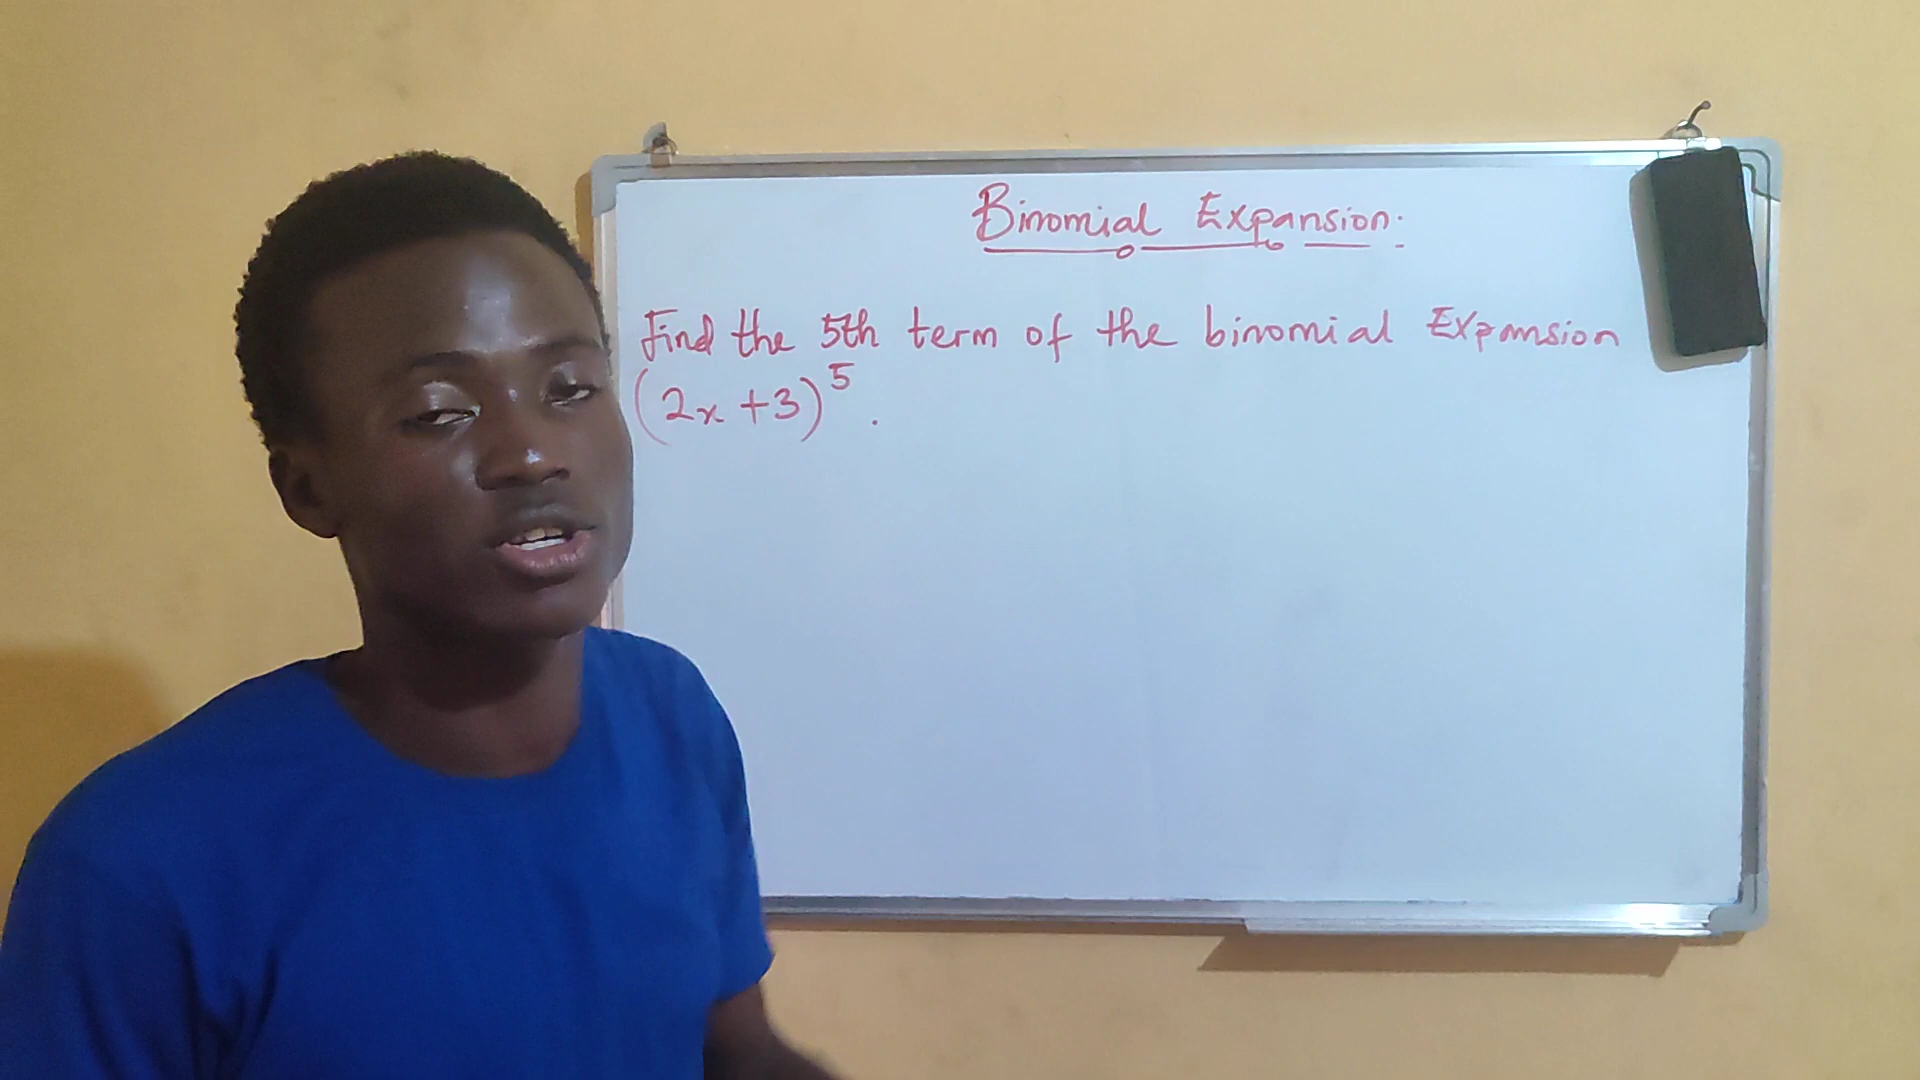 Binomial Expansion.
Find the 5th term of the binomial Expansion
(2x + 3)⁵.